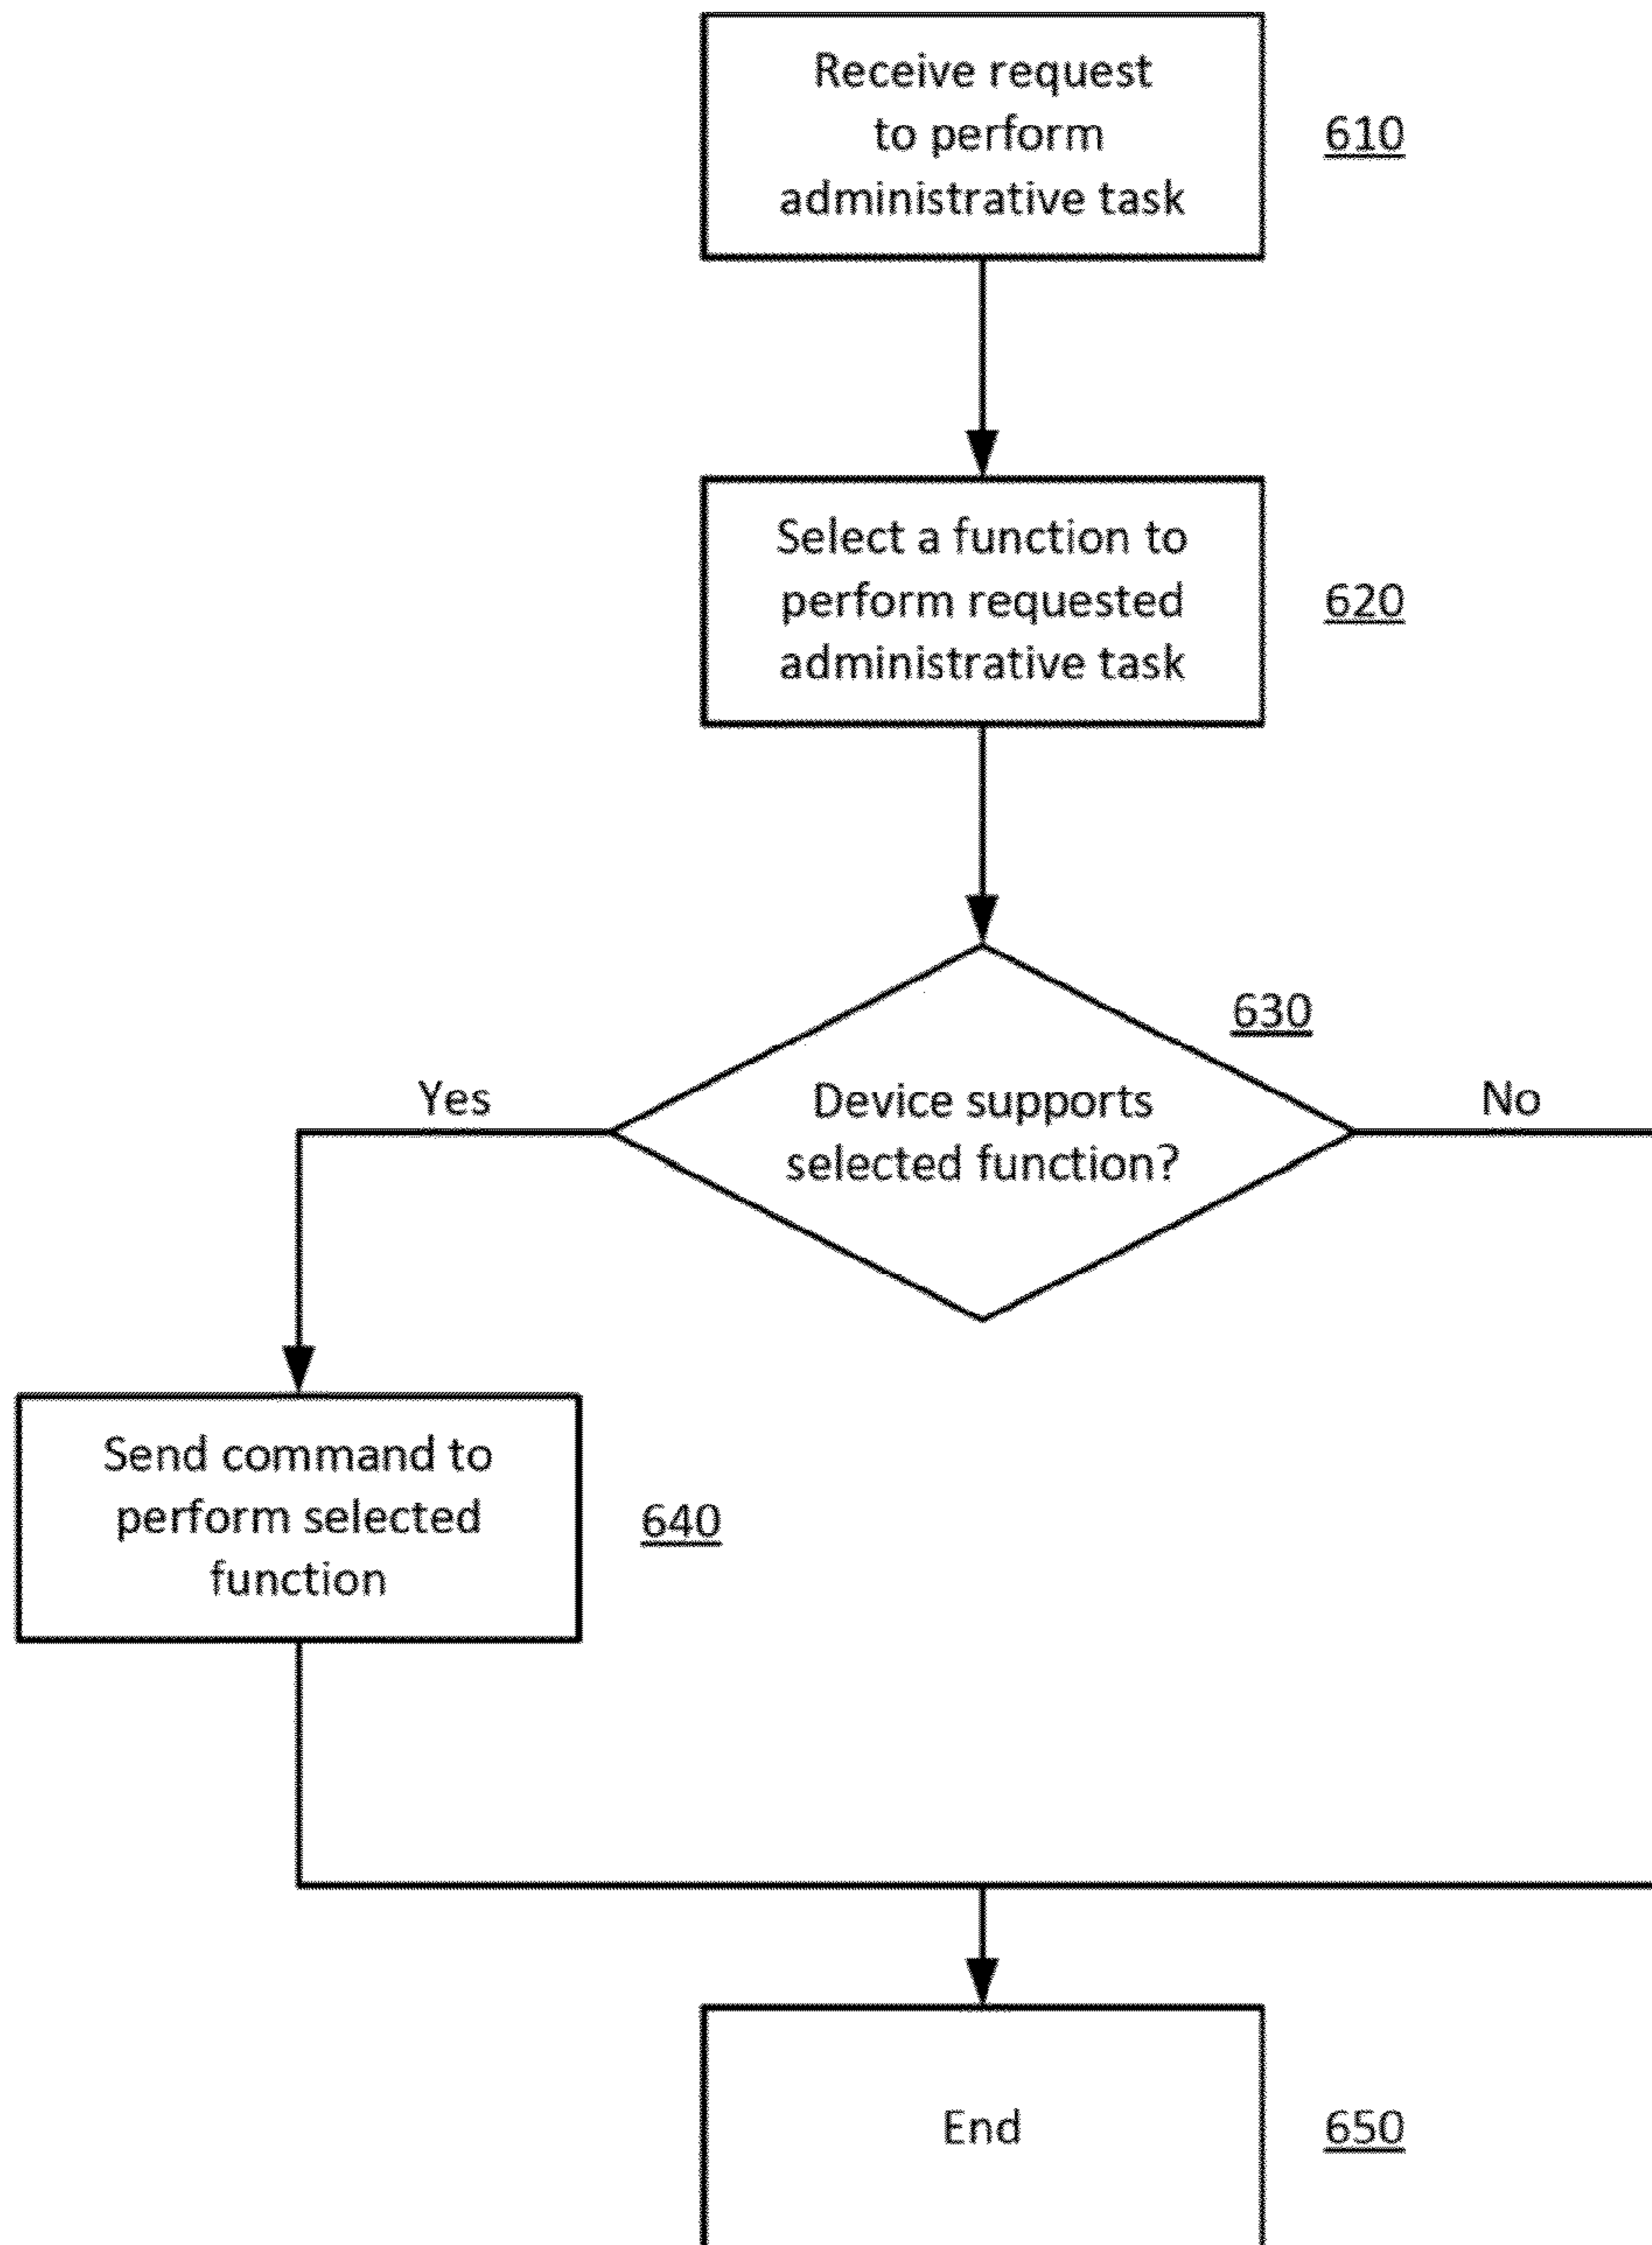 Receive request
to perform
administrative task
610
Select a function to
perform requested
administrative task
620
630
Yes
Device supports
selected function?
No
Send command to
perform selected
function
640
End
650